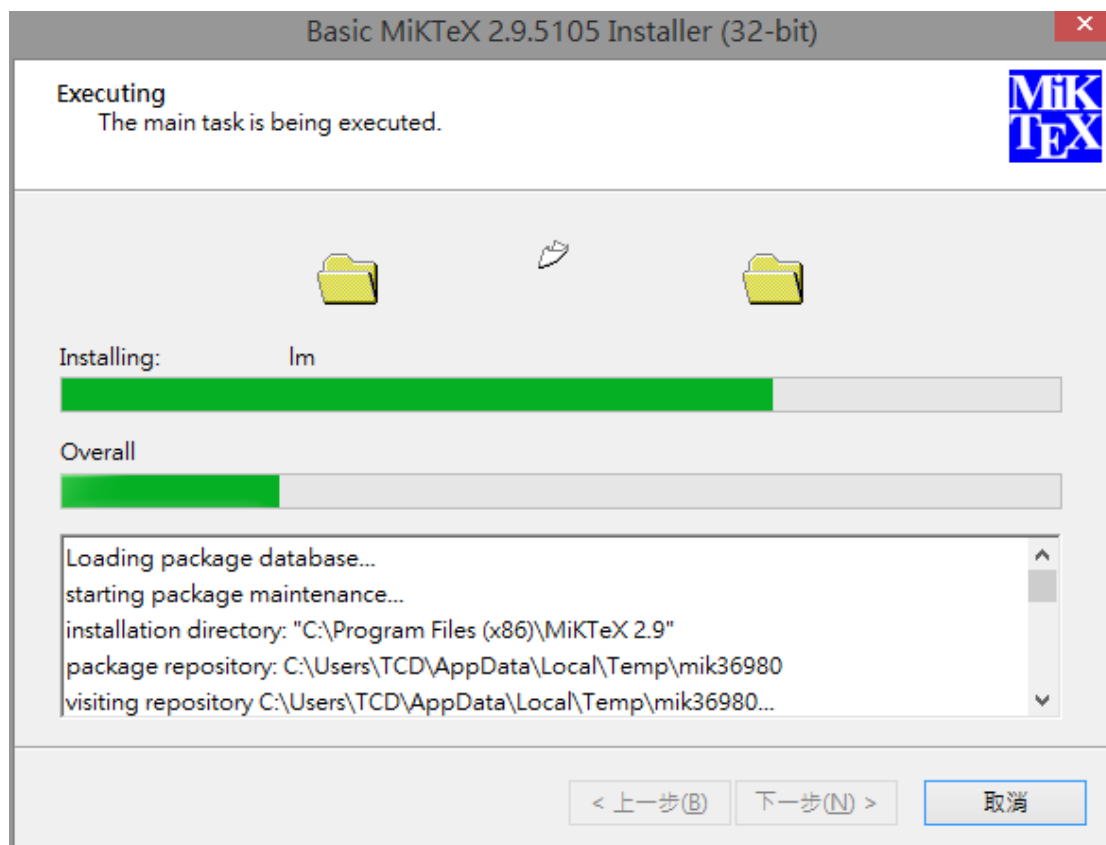 Basic MiKTeX 2.9.5105 Installer (32-bit)
Executing
The main task is being executed.
MiK
TEX
Installing: lm
Overall
Loading package database...
starting package maintenance...
installation directory: "C:\Program Files (x86)\MiKTeX 2.9"
package repository: C:\Users\TCD\AppData\Local\Temp\mik36980
visiting repository C:\Users\TCD\AppData\Local\Temp\mik36980...
< 上一步(B) 下一步(N) > 取消